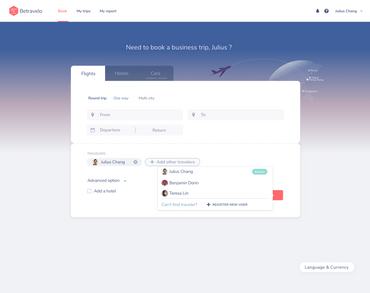 Betravelo
Book
My trips
My report
Julius Chang
Need to book a business trip, Julius ?
Flights
Hotels
Cars
Round trip
One way
Multi-city
From
To
Departure
Return
Julius Chang
Add other travelers
Julius Chang
Benjamin Dorin
Teresa Lin
Advanced option
Add a hotel
Can't find traveler?
REGISTER NEW USER
Language & Currency